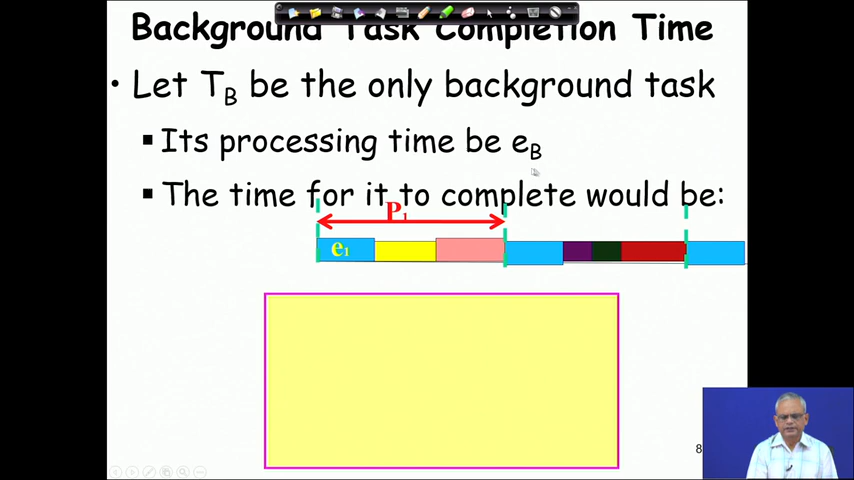 Background Task Completion Time
• Let T_B be the only background task
▪ Its processing time be e_B
▪ The time for it to complete would be:
P₁
e₁
8